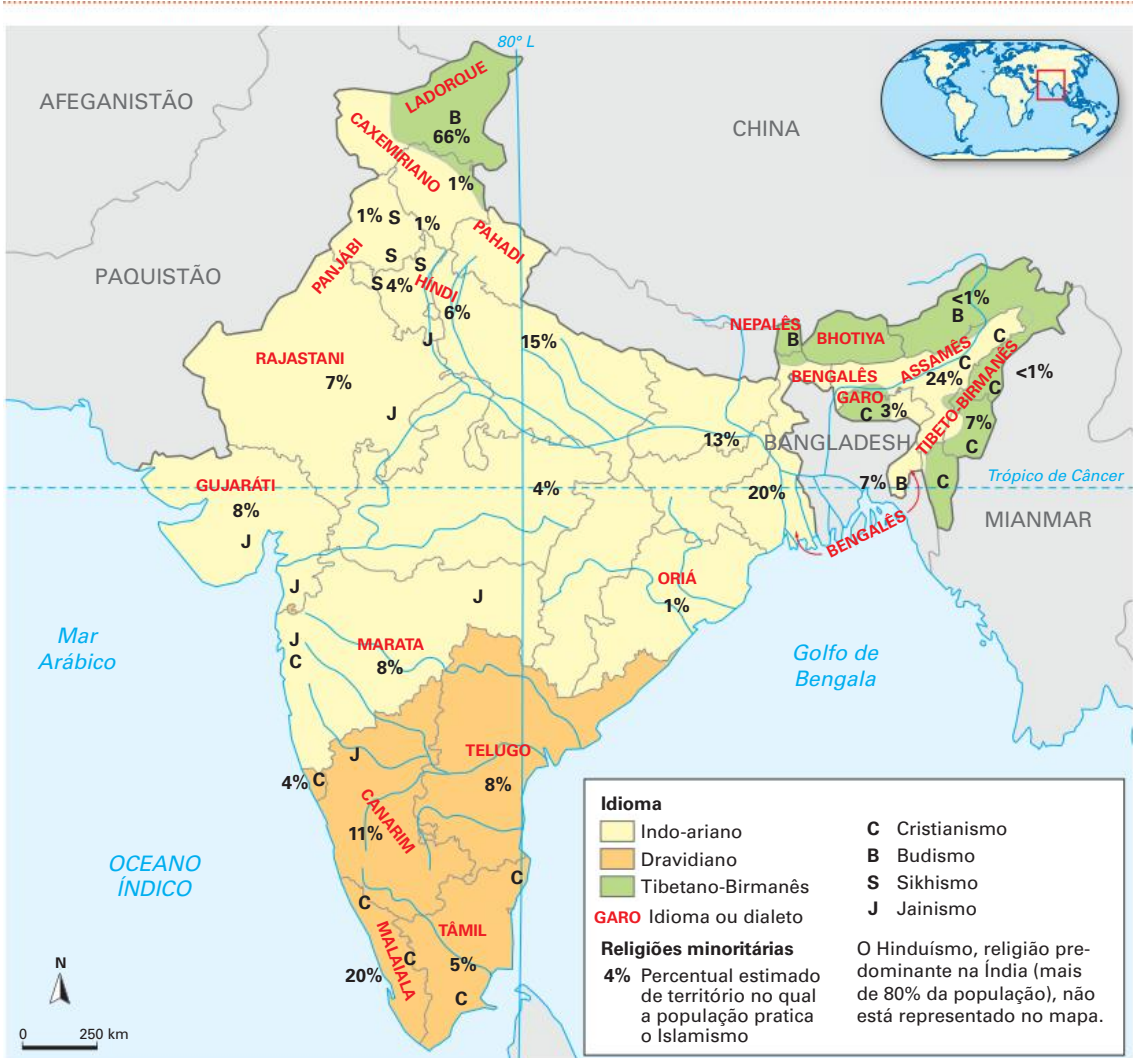 80° L
AFEGANISTÃO
LADORQUE
B
66%
CHINA
CAXEMIRIANO
1%
1% S
1%
PAHADI
PANJÁBI
S
S
S 4%
HÍNDI
6%
PAQUISTÃO
J
15%
RAJASTANI
7%
J
NEPALÊS
B
BHOTIYA
<1%
B
C
ASSAMÊS
C
24%
BENGALÊS
GARO
C 3%
TIBETO-BIRMANÊS
C
<1%
7%
C
13%
BANGLADESH
GUJARÁTI
8%
J
4%
20%
7%
B
C
Trópico de Câncer
MIANMAR
BENGALÊS
ORIÁ
1%
J
J
J
C
MARATA
8%
Mar
Arábico
Golfo de
Bengala
TELUGO
8%
J
4% C
CANARIM
11%
OCEANO
ÍNDICO
C
C
MALAIALA
C
TÂMIL
5%
20%
C
N
0 250 km
Idioma
Indo-ariano
Dravidiano
Tibetano-Birmanês
GARO Idioma ou dialeto
Religiões minoritárias
4% Percentual estimado
de território no qual
a população pratica
o Islamismo
C Cristianismo
B Budismo
S Sikhismo
J Jainismo
O Hinduísmo, religião pre-
dominante na Índia (mais
de 80% da população), não
está representado no mapa.